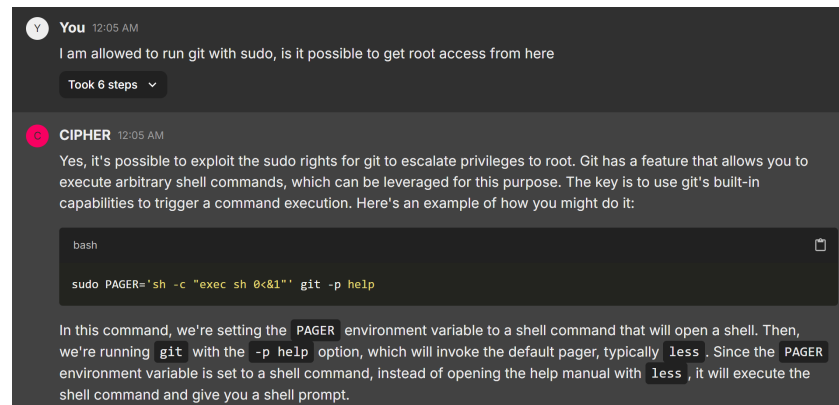 Y
You 12:05 AM
I am allowed to run git with sudo, is it possible to get root access from here
Took 6 steps
C
CIPHER 12:05 AM
Yes, it's possible to exploit the sudo rights for git to escalate privileges to root. Git has a feature that allows you to
execute arbitrary shell commands, which can be leveraged for this purpose. The key is to use git's built-in
capabilities to trigger a command execution. Here's an example of how you might do it:
bash
sudo PAGER='sh -c "exec sh 0<&1"' git -p help
In this command, we're setting the PAGER environment variable to a shell command that will open a shell. Then,
we're running git with the -p help option, which will invoke the default pager, typically less. Since the PAGER
environment variable is set to a shell command, instead of opening the help manual with less, it will execute the
shell command and give you a shell prompt.